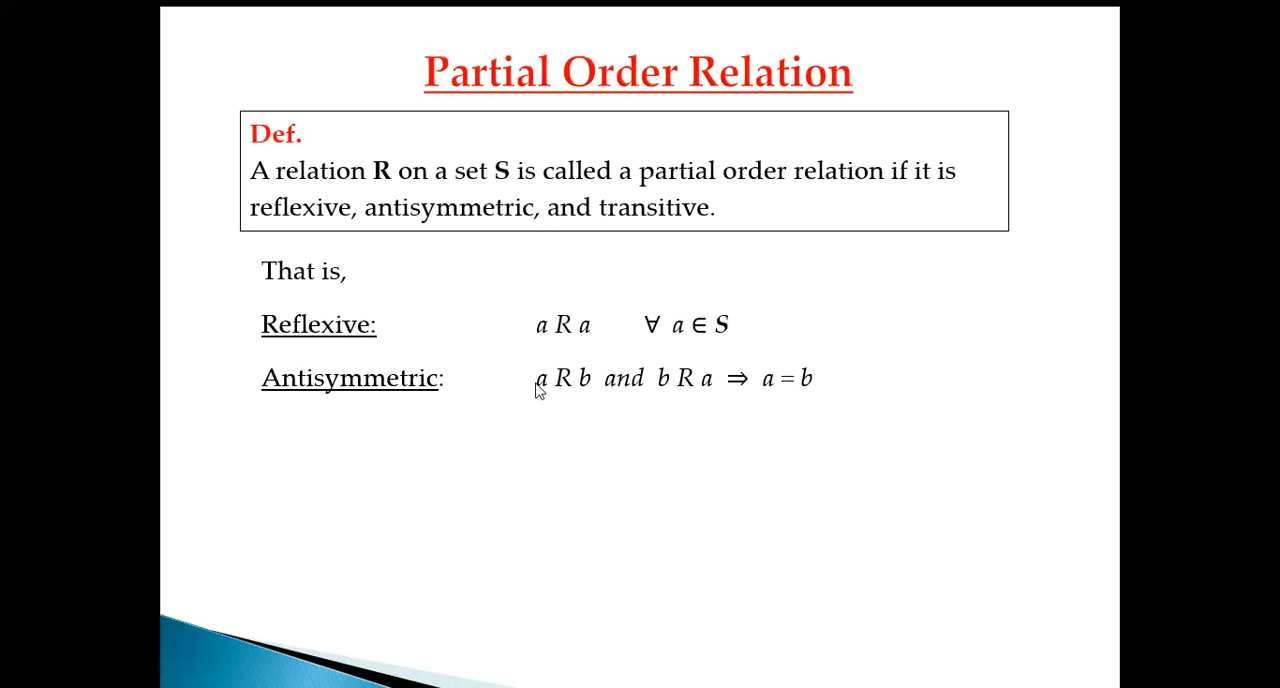 Partial Order Relation
Def.
A relation R on a set S is called a partial order relation if it is
reflexive, antisymmetric, and transitive.
That is,
Reflexive: a R a ∀ a ∈ S
Antisymmetric: a R b and b R a ⇒ a = b